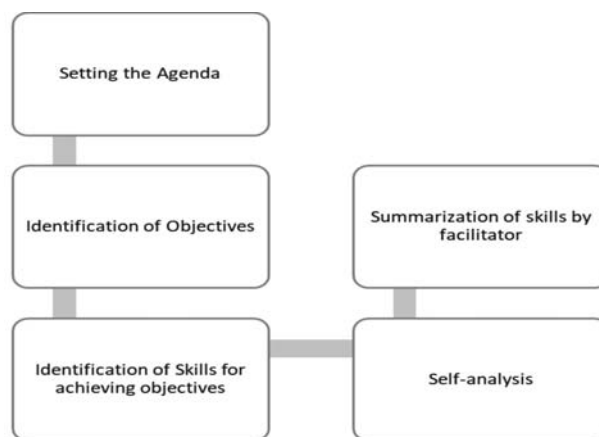 Setting the Agenda
Identification of Objectives
Identification of Skills for
achieving objectives
Self-analysis
Summarization of skills by
facilitator